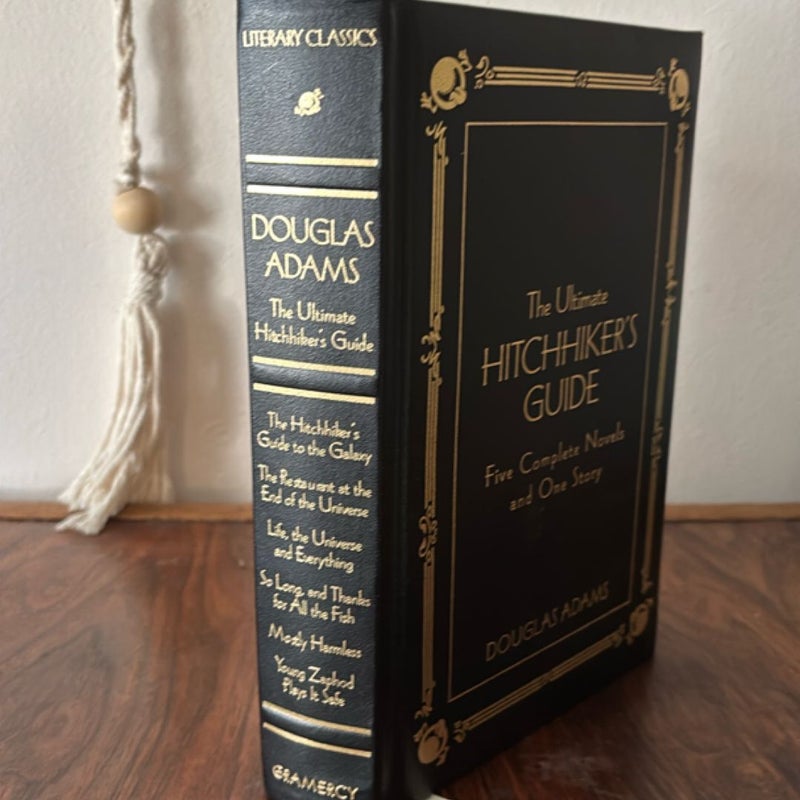 LITERARY CLASSICS
DOUGLAS
ADAMS
The Ultimate
Hitchhiker's Guide
The Hitchhiker's
Guide to the Galaxy
The Restaurant at the
End of the Universe
Life, the Universe
and Everything
So Long, and Thanks
for All the Fish
Mostly Harmless
Young Zaphod
Plays It Safe
GRAMERCY
The Ultimate
HITCHHIKER'S
GUIDE
Five Complete Novels
and One Story
DOUGLAS ADAMS